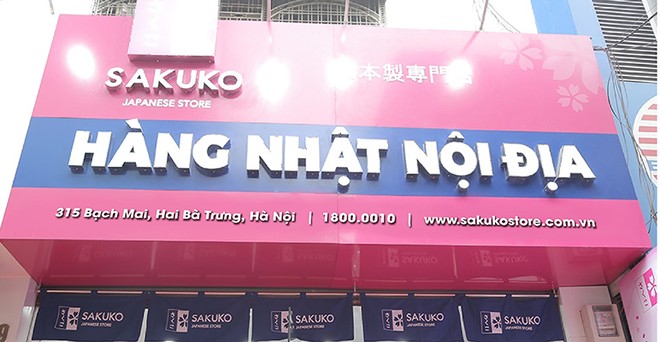 SAKUKO
JAPANESE STORE
本製専門店
HÀNG NHẬT NỘI ĐỊA
315 Bạch Mai, Hai Bà Trưng, Hà Nội | 1800.0010 | www.sakukostore.com.vn
SAKUKO
JAPANESE STORE
SAKUKO
JAPANESE STORE
SAKUKO
JAPANESE STORE
SAKUKO
JAPANESE STORE
SAKUKO
JAPANESE STORE